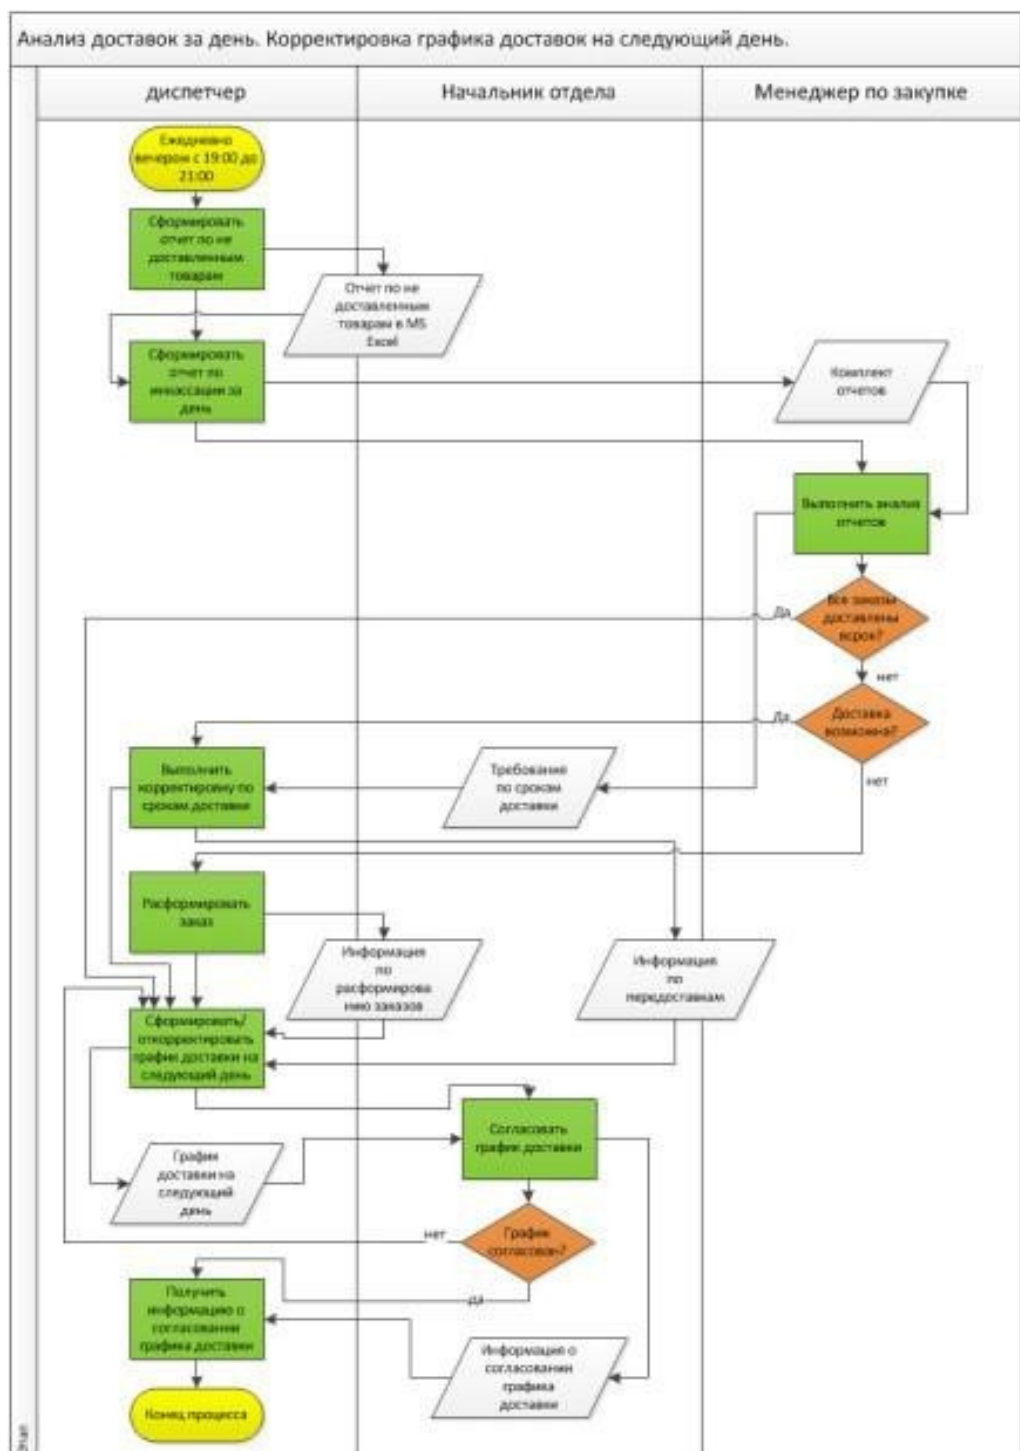 Анализ доставок за день. Корректировка графика доставок на следующий день.
диспетчер
Начальник отдела
Менеджер по закупке
Ежедневно
вечером с 19:00 до
21:00
Сформировать
отчет по не
доставленным
товарам
Отчет по не
доставленным
товарам в MS
Excel
Сформировать
отчет по
инкассации за
день
Комплект
отчетов
Выполнить анализ
отчетов
Все заказы
доставлены
всрок?
Да
нет
Доставка
возможна?
Да
нет
Выполнить
корректировку по
срокам доставки
Требования
по срокам
доставки
Расформировать
заказ
Информация
по
расформирова
нию заказов
Информация
по
передоставкам
Сформировать/
откорректировать
график доставки на
следующий день
Согласовать
график доставки
График
доставки на
следующий
день
График
согласован?
нет
да
Получить
информацию о
согласовании
графика доставки
Информация о
согласовании
графика
доставки
Конец процесса
Этап